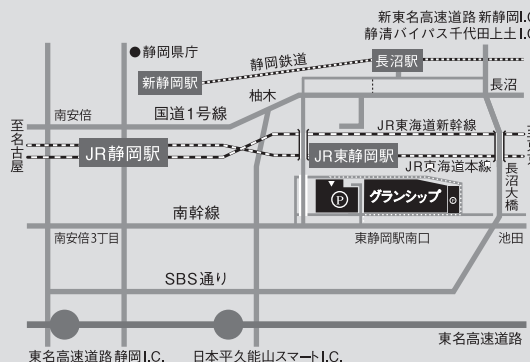 新東名高速道路 新静岡I.C.
静清バイパス千代田上土I.C.
●静岡県庁
静岡鉄道
長沼駅
新静岡駅
柚木
長沼
南安倍
国道1号線
至名古屋
JR東海道新幹線
JR静岡駅
JR東静岡駅
JR東海道本線
長沼大橋
P
グランシップ
南幹線
南安倍3丁目
東静岡駅南口
池田
SBS通り
東名高速道路
東名高速道路 静岡I.C.
日本平久能山スマートI.C.